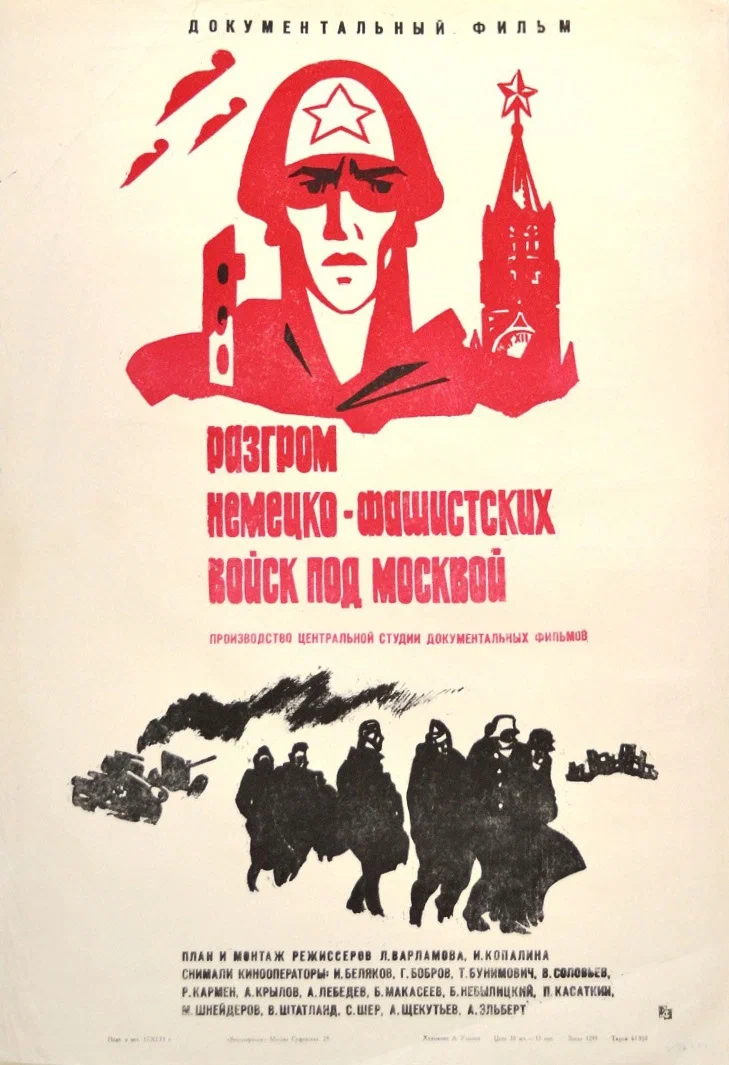 ДОКУМЕНТАЛЬНЫЙ ФИЛЬМ
XII
РАЗГРОМ
НЕМЕЦКО-ФАШИСТСКИХ
ВОЙСК ПОД МОСКВОЙ
ПРОИЗВОДСТВО ЦЕНТРАЛЬНОЙ СТУДИИ ДОКУМЕНТАЛЬНЫХ ФИЛЬМОВ
ПЛАН И МОНТАЖ РЕЖИССЕРОВ Л.ВАРЛАМОВА, И.КОПАЛИНА
СНИМАЛИ КИНООПЕРАТОРЫ: И.БЕЛЯКОВ, Г.БОБРОВ, Т.БУНИМОВИЧ, В.СОЛОВЬЕВ,
Р.КАРМЕН, А.КРЫЛОВ, А.ЛЕБЕДЕВ, Б.МАКАСЕЕВ, Б.НЕБЫЛИЦКИЙ, П.КАСАТКИН,
М.ШНЕЙДЕРОВ, В.ШТАТЛАНД, С.ШЕР, А.ЩЕКУТЬЕВ, А.ЭЛЬБЕРТ